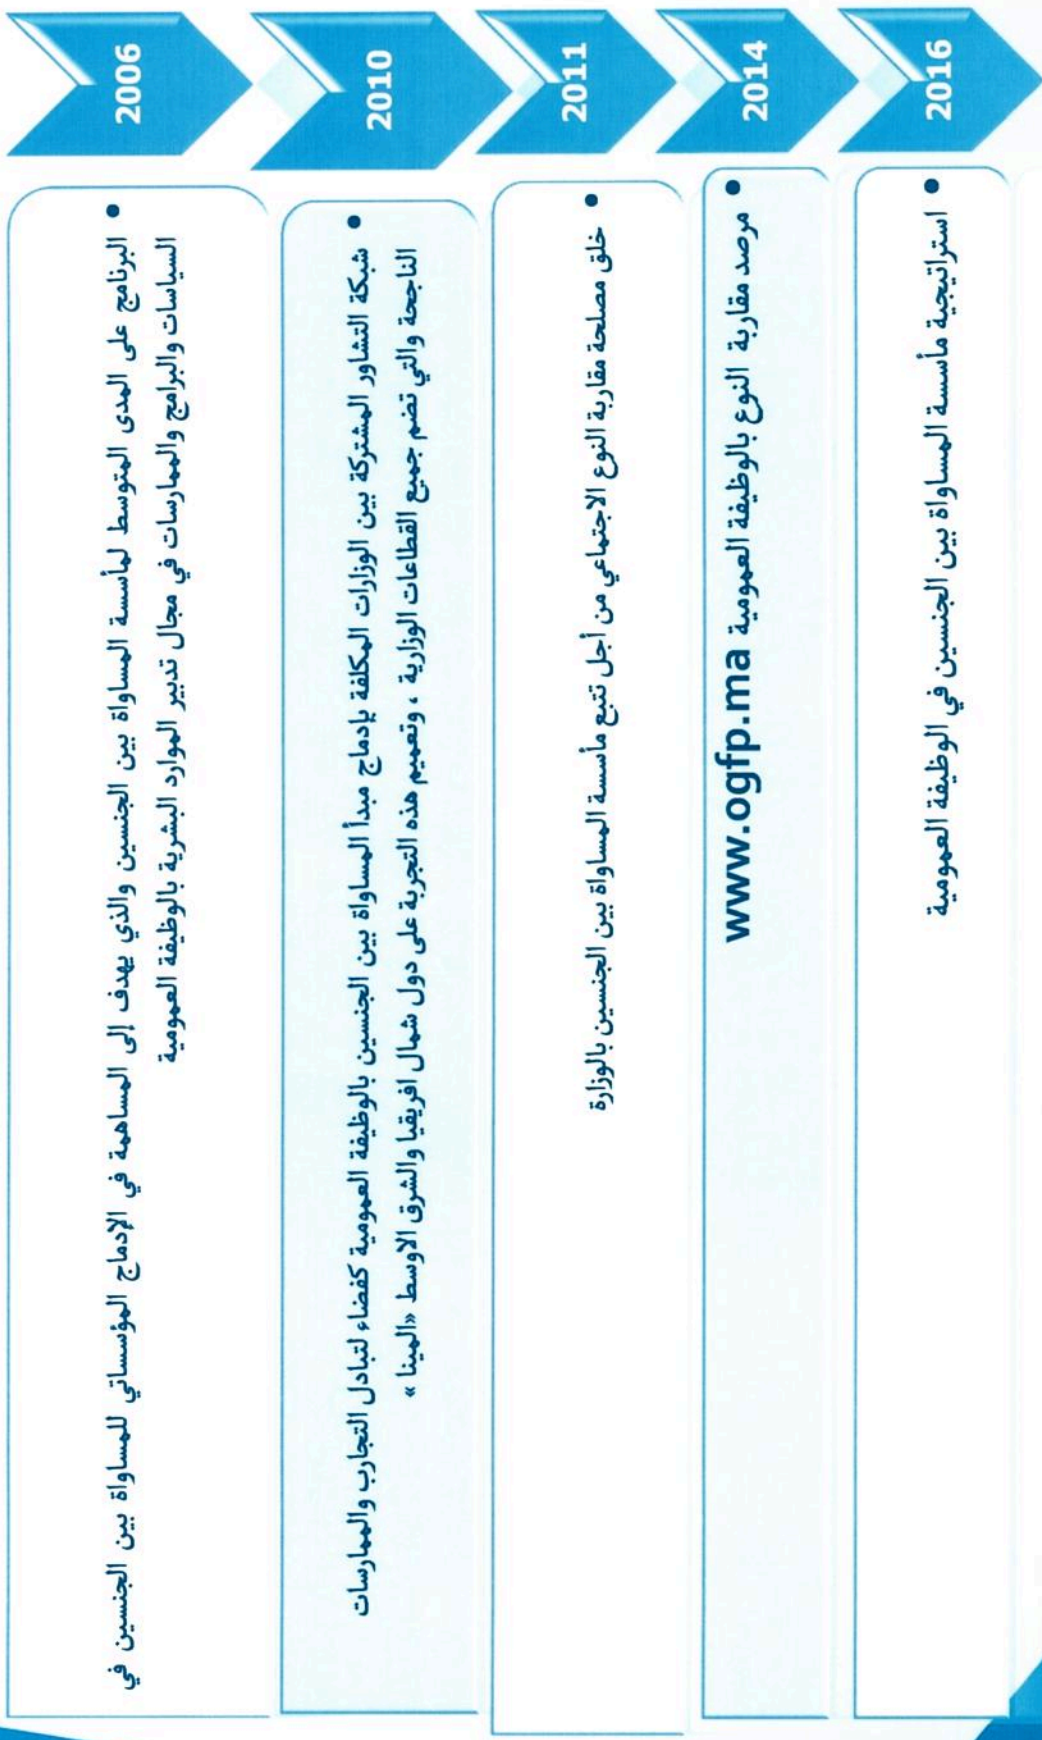 2006
• البرنامج على المدى المتوسط لمأسسة المساواة بين الجنسين والذي يهدف إلى المساهمة في الإدماج المؤسساتي للمساواة بين الجنسين في
السياسات والبرامج والممارسات في مجال تدبير الموارد البشرية بالوظيفة العمومية
2010
• شبكة التشاور المشتركة بين الوزارات المكلفة بإدماج مبدأ المساواة بين الجنسين بالوظيفة العمومية كفضاء لتبادل التجارب والممارسات
الناجحة والتي تضم جميع القطاعات الوزارية ، وتعميم هذه التجربة على دول شمال افريقيا والشرق الاوسط «المينا »
2011
• خلق مصلحة مقاربة النوع الاجتماعي من أجل تتبع مأسسة المساواة بين الجنسين بالوزارة
2014
• مرصد مقاربة النوع بالوظيفة العمومية www.ogfp.ma
2016
• استراتيجية مأسسة المساواة بين الجنسين في الوظيفة العمومية